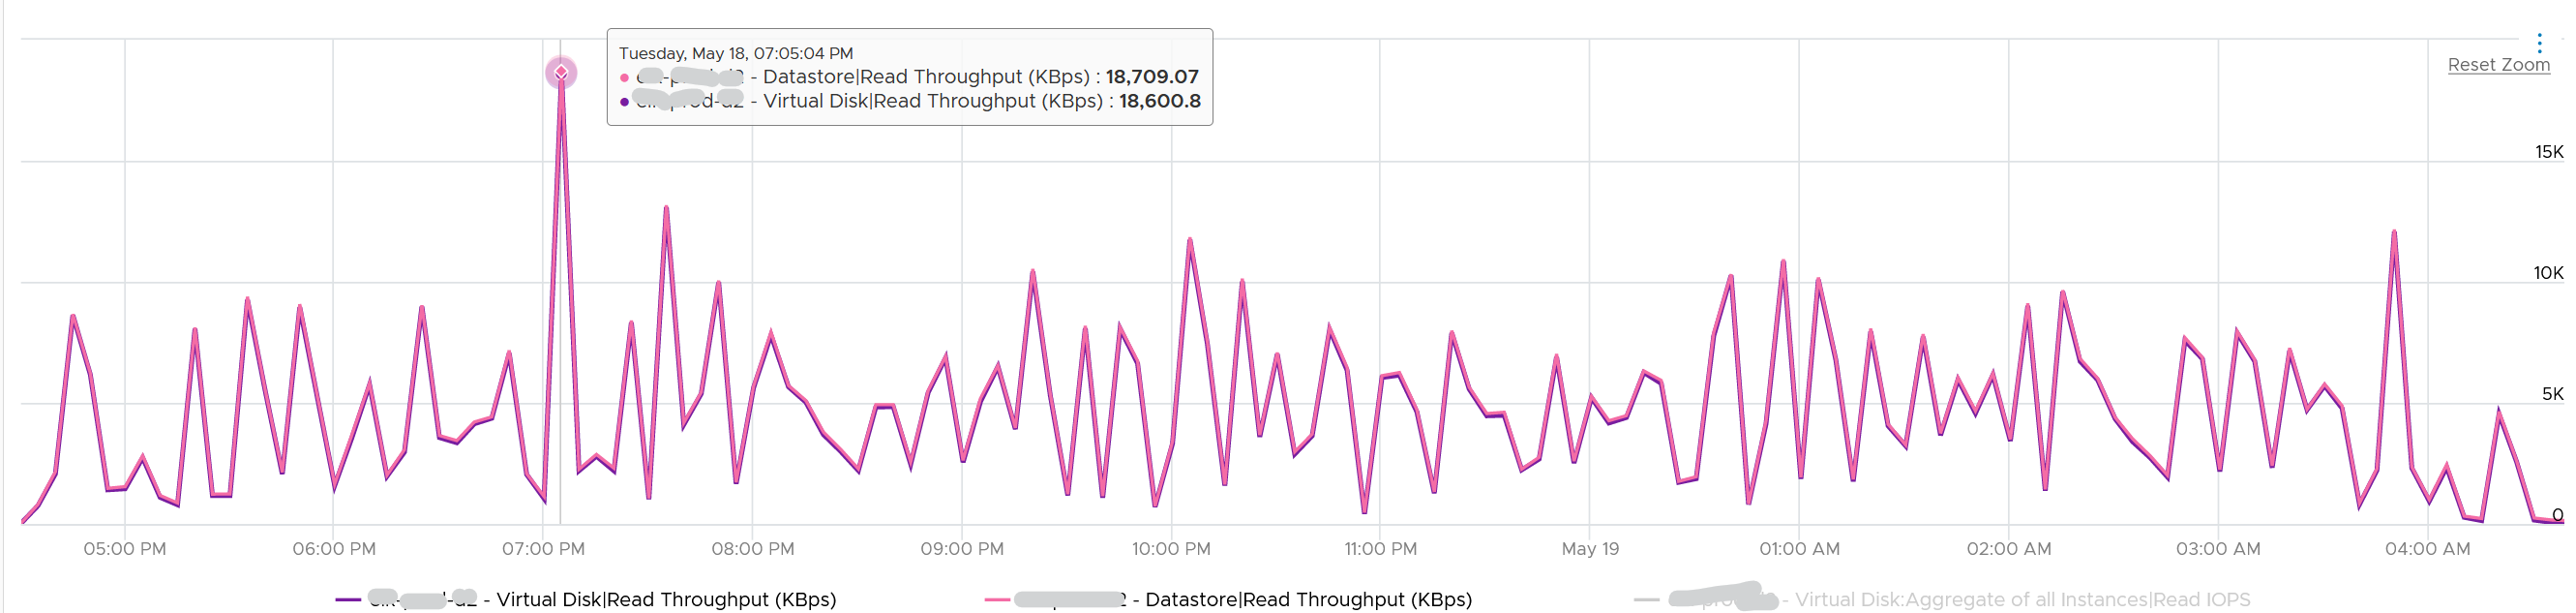 Tuesday, May 18, 07:05:04 PM
- Datastore|Read Throughput (KBps) : 18,709.07
- Virtual Disk|Read Throughput (KBps) : 18,600.8
Reset Zoom
15K
10K
5K
0
05:00 PM 06:00 PM 07:00 PM 08:00 PM 09:00 PM 10:00 PM 11:00 PM May 19 01:00 AM 02:00 AM 03:00 AM 04:00 AM
- Virtual Disk|Read Throughput (KBps) - Datastore|Read Throughput (KBps) - Virtual Disk:Aggregate of all Instances|Read IOPS